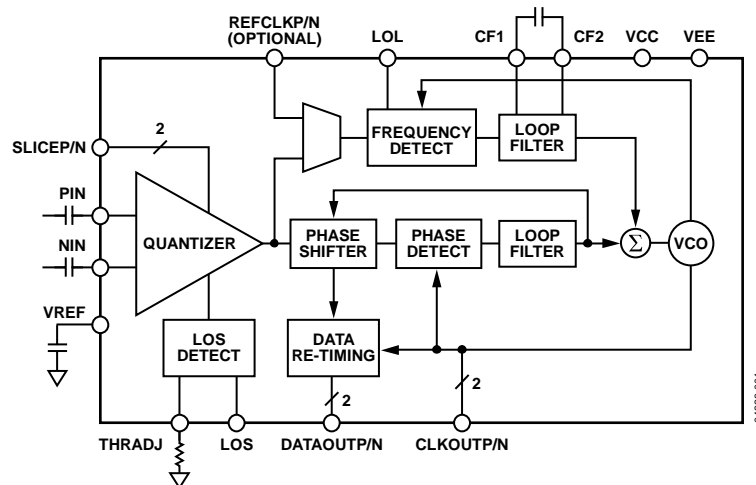 REFCLKP/N
(OPTIONAL)
LOL
CF1
CF2
VCC
VEE
SLICEP/N
2
FREQUENCY
DETECT
LOOP
FILTER
PIN
NIN
QUANTIZER
PHASE
SHIFTER
PHASE
DETECT
LOOP
FILTER
Σ
VCO
VREF
LOS
DETECT
DATA
RE-TIMING
2
2
THRADJ
LOS
DATAOUTP/N
CLKOUTP/N